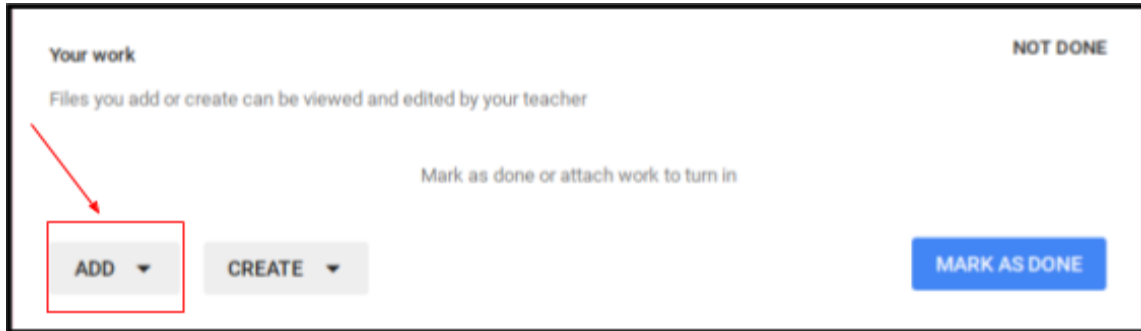 Your work
NOT DONE
Files you add or create can be viewed and edited by your teacher
Mark as done or attach work to turn in
ADD
CREATE
MARK AS DONE